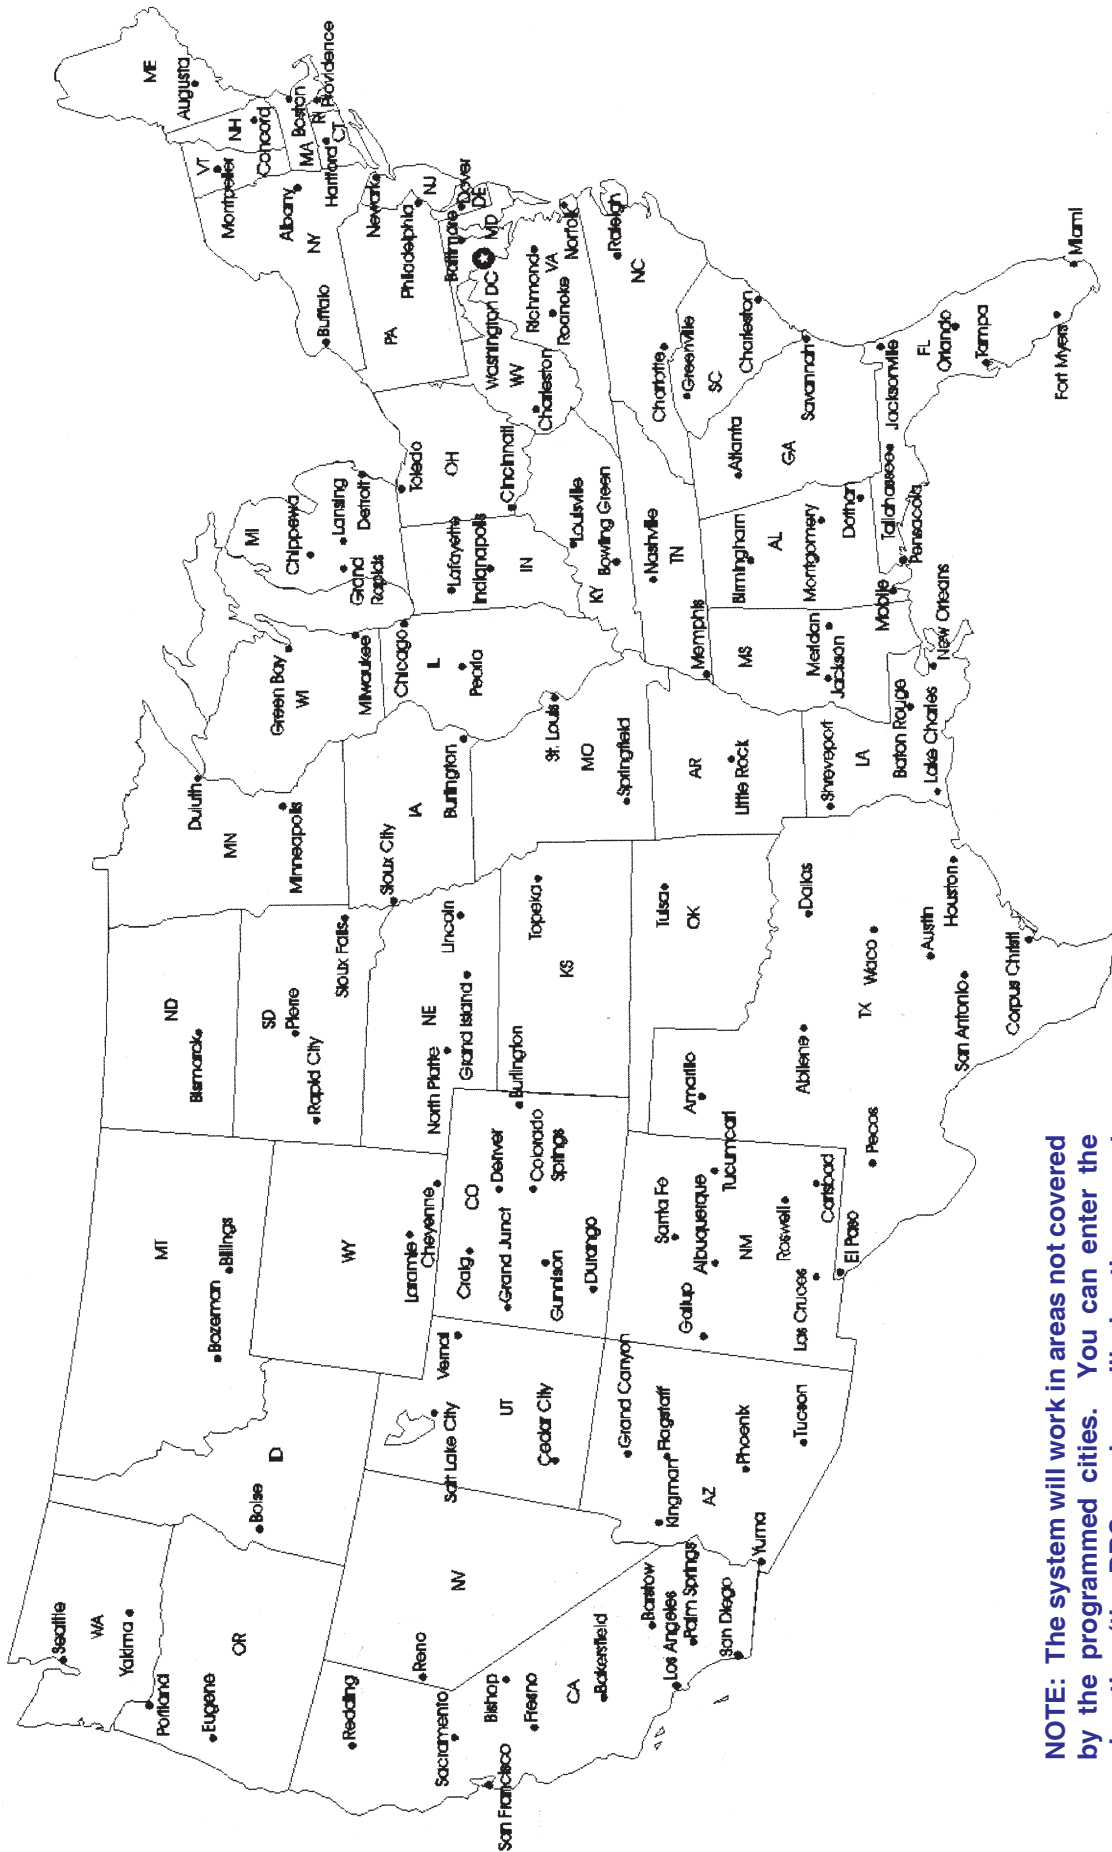 Seattle
WA
Yakima
Portland
Eugene
OR
Boise
ID
Bozeman
Billings
MT
Bismarck
ND
SD
Pierre
Rapid City
Sioux Falls
Duluth
MN
Minneapolis
Green Bay
WI
Milwaukee
MI
Chippewa
Lansing
Grand
Rapids
Detroit
Buffalo
Albany
NY
VT
Montpelier
NH
Concord
ME
Augusta
MA
Boston
RI
Providence
Hartford
CT
Newark
NJ
Philadelphia
PA
Dover
DE
Baltimore
MD
Washington DC
Redding
Reno
Sacramento
San Francisco
Bishop
Fresno
CA
Bakersfield
Barstow
Los Angeles
Palm Springs
San Diego
NV
Salt Lake City
Vernal
UT
Cedar City
WY
Laramie
Cheyenne
Craig
CO
Denver
Grand Junct
Colorado
Springs
Gunnison
Durango
Burlington
North Platte
NE
Grand Island
Lincoln
Topeka
KS
Sioux City
IA
Burlington
St. Louis
MO
Springfield
Chicago
IL
Peoria
Lafayette
Indianapolis
IN
Toledo
OH
Cincinnati
WV
Charleston
Richmond
VA
Roanoke
Norfolk
Louisville
KY
Bowling Green
Nashville
TN
Memphis
Raleigh
NC
Charlotte
Greenville
SC
Charleston
Grand Canyon
Kingman
Flagstaff
AZ
Phoenix
Tucson
Yuma
Santa Fe
Gallup
Albuquerque
Tucumcari
NM
Roswell
Las Cruces
Carlsbad
El Paso
Amarillo
Tulsa
OK
Abilene
Dallas
Pecos
TX
Waco
Austin
San Antonio
Houston
Corpus Christi
AR
Little Rock
Shreveport
LA
Baton Rouge
Lake Charles
New Orleans
MS
Meridan
Jackson
Birmingham
AL
Montgomery
Dothan
Mobile
Atlanta
GA
Savannah
Pensacola
Tallahassee
Jacksonville
FL
Orlando
Tampa
Fort Myers
Miami
NOTE: The system will work in areas not covered
by the programmed cities. You can enter the